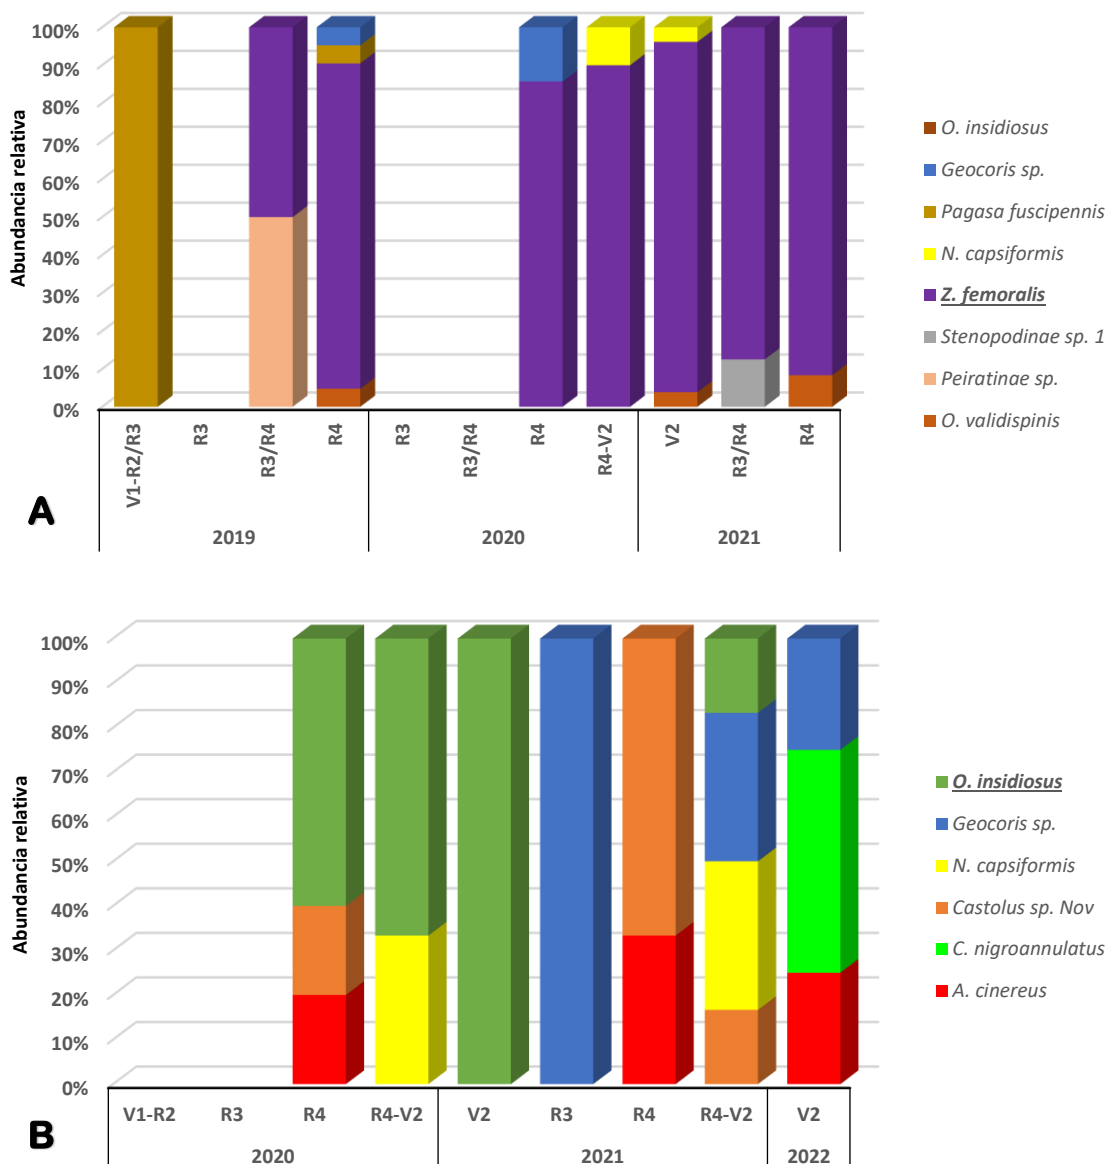 100%
90%
80%
70%
60%
50%
40%
30%
20%
10%
0%
Abundancia relativa
V1-R2/R3
R3
R3/R4
R4
R3
R3/R4
R4
R4-V2
V2
R3/R4
R4
2019
2020
2021
A
O. insidiosus
Geocoris sp.
Pagasa fuscipennis
N. capsiformis
Z. femoralis
Stenopodinae sp. 1
Peiratinae sp.
O. validispinis
100%
90%
80%
70%
60%
50%
40%
30%
20%
10%
0%
Abundancia relativa
V1-R2
R3
R4
R4-V2
V2
R3
R4
R4-V2
V2
2020
2021
2022
B
O. insidiosus
Geocoris sp.
N. capsiformis
Castolus sp. Nov
C. nigroannulatus
A. cinereus